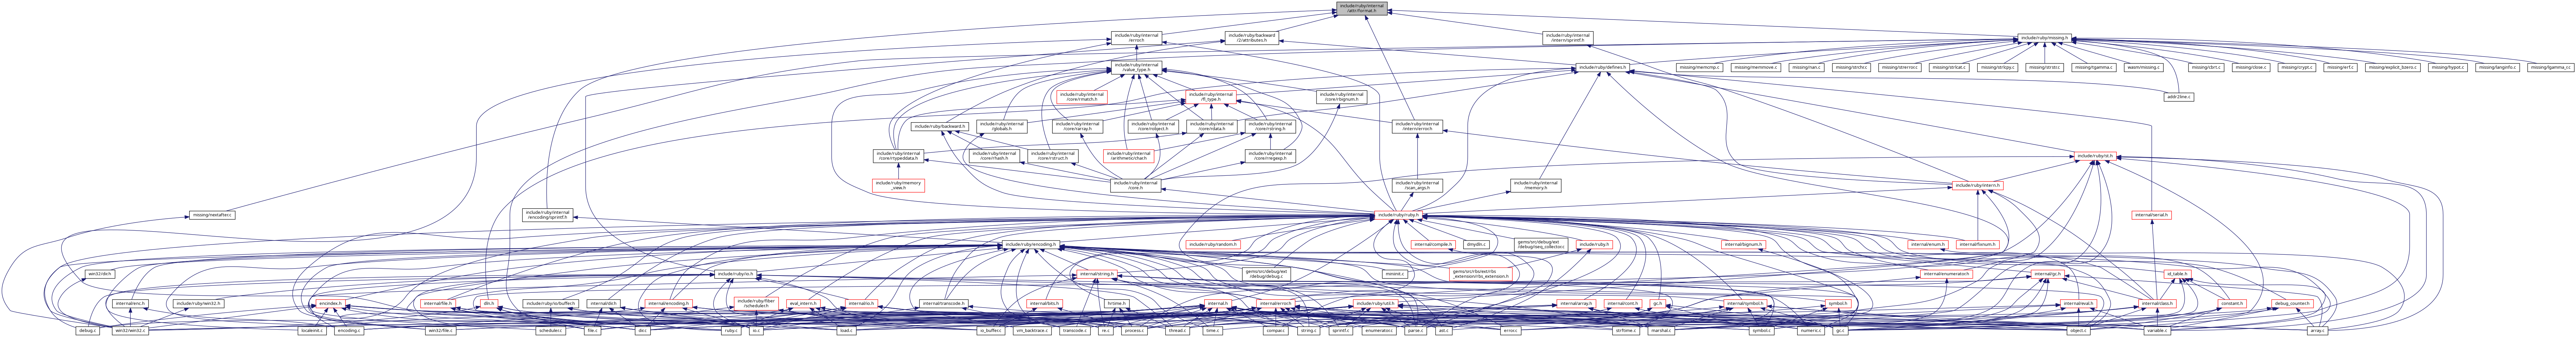 include/ruby/internal
/attr/format.h
include/ruby/internal
/error.h
include/ruby/backward
/2/attributes.h
include/ruby/internal
/intern/sprintf.h
include/ruby/missing.h
include/ruby/internal
/value_type.h
include/ruby/defines.h
missing/memcmp.c
missing/memmove.c
missing/nan.c
missing/strchr.c
missing/strerror.c
missing/strlcat.c
missing/strlcpy.c
missing/strstr.c
missing/tgamma.c
wasm/missing.c
missing/cbrt.c
missing/close.c
missing/crypt.c
missing/erf.c
missing/explicit_bzero.c
missing/hypot.c
missing/langinfo.c
missing/lgamma_r.c
include/ruby/internal
/core/rmatch.h
include/ruby/internal
/fl_type.h
include/ruby/internal
/core/rbignum.h
addr2line.c
include/ruby/backward.h
include/ruby/internal
/globals.h
include/ruby/internal
/core/rarray.h
include/ruby/internal
/core/robject.h
include/ruby/internal
/core/rdata.h
include/ruby/internal
/core/rstring.h
include/ruby/internal
/intern/error.h
include/ruby/internal
/core/rtypeddata.h
include/ruby/internal
/core/rhash.h
include/ruby/internal
/core/rstruct.h
include/ruby/internal
/arithmetic/char.h
include/ruby/internal
/core/rregexp.h
include/ruby/st.h
include/ruby/memory
_view.h
include/ruby/internal
/core.h
include/ruby/internal
/scan_args.h
include/ruby/internal
/memory.h
include/ruby/intern.h
missing/nextafter.c
include/ruby/internal
/encoding/sprintf.h
include/ruby/ruby.h
internal/serial.h
include/ruby/encoding.h
include/ruby/random.h
internal/compile.h
dmydln.c
gems/src/debug/ext
/debug/iseq_collector.c
include/ruby.h
internal/bignum.h
internal/enum.h
internal/fixnum.h
win32/dir.h
include/ruby/io.h
internal/string.h
gems/src/debug/ext
/debug/debug.c
miniinit.c
gems/src/rbs/ext/rbs
_extension/rbs_extension.h
internal/enumerator.h
internal/gc.h
id_table.h
internal/enc.h
include/ruby/win32.h
encindex.h
internal/file.h
dln.h
include/ruby/io/buffer.h
internal/dir.h
internal/encoding.h
include/ruby/fiber
/scheduler.h
eval_intern.h
internal/io.h
internal/transcode.h
internal/bits.h
hrtime.h
internal.h
internal/error.h
include/ruby/util.h
internal/array.h
internal/cont.h
gc.h
internal/symbol.h
symbol.h
internal/eval.h
internal/class.h
constant.h
debug_counter.h
debug.c
win32/win32.c
localeinit.c
encoding.c
win32/file.c
scheduler.c
file.c
dir.c
ruby.c
io.c
load.c
io_buffer.c
vm_backtrace.c
transcode.c
re.c
process.c
thread.c
time.c
compar.c
string.c
sprintf.c
enumerator.c
parse.c
ast.c
error.c
strftime.c
marshal.c
symbol.c
numeric.c
gc.c
object.c
variable.c
array.c